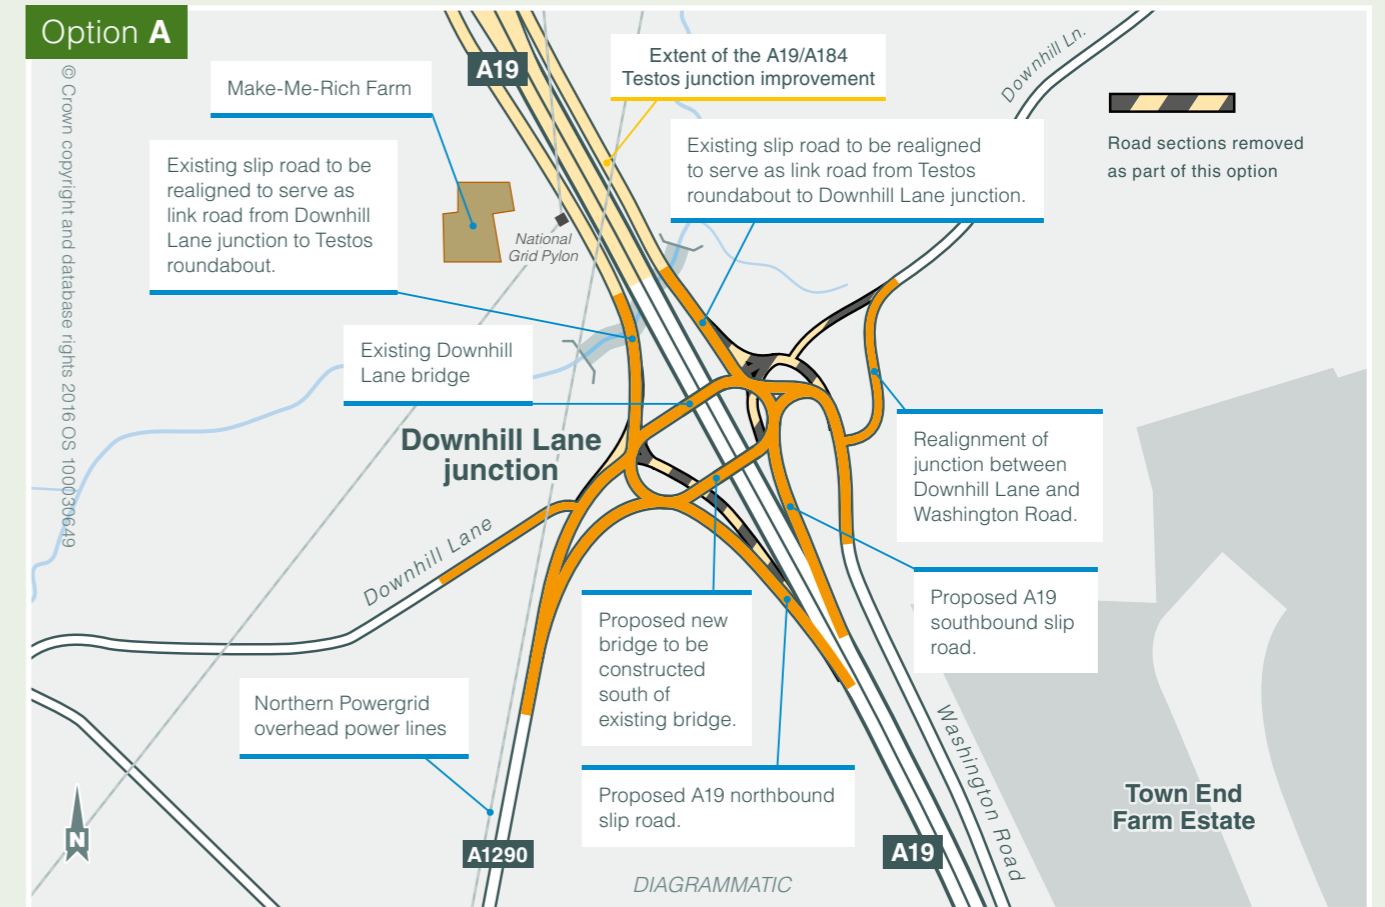 Option A
© Crown copyright and database rights 2016 OS 100030649
A19
Extent of the A19/A184
Testos junction improvement
Downhill Ln.
Make-Me-Rich Farm
Road sections removed
as part of this option
Existing slip road to be
realigned to serve as
link road from Downhill
Lane junction to Testos
roundabout.
Existing slip road to be realigned
to serve as link road from Testos
roundabout to Downhill Lane junction.
National
Grid Pylon
Existing Downhill
Lane bridge
Downhill Lane
junction
Realignment of
junction between
Downhill Lane and
Washington Road.
Downhill Lane
Proposed new
bridge to be
constructed
south of
existing bridge.
Proposed A19
southbound slip
road.
Northern Powergrid
overhead power lines
Washington Road
Proposed A19 northbound
slip road.
Town End
Farm Estate
N
A1290
A19
DIAGRAMMATIC